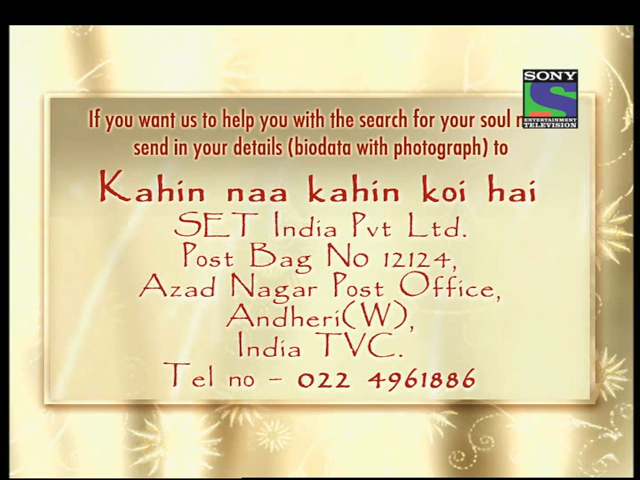 If you want us to help you with the search for your soul
send in your details (biodata with photograph) to
Kahin naa kahin koi hai
SET India Pvt Ltd.
Post Bag No 12124,
Azad Nagar Post Office,
Andheri(W),
India TVC.
Tel no - 022 4961886
SONY
ENTERTAINMENT
TELEVISION